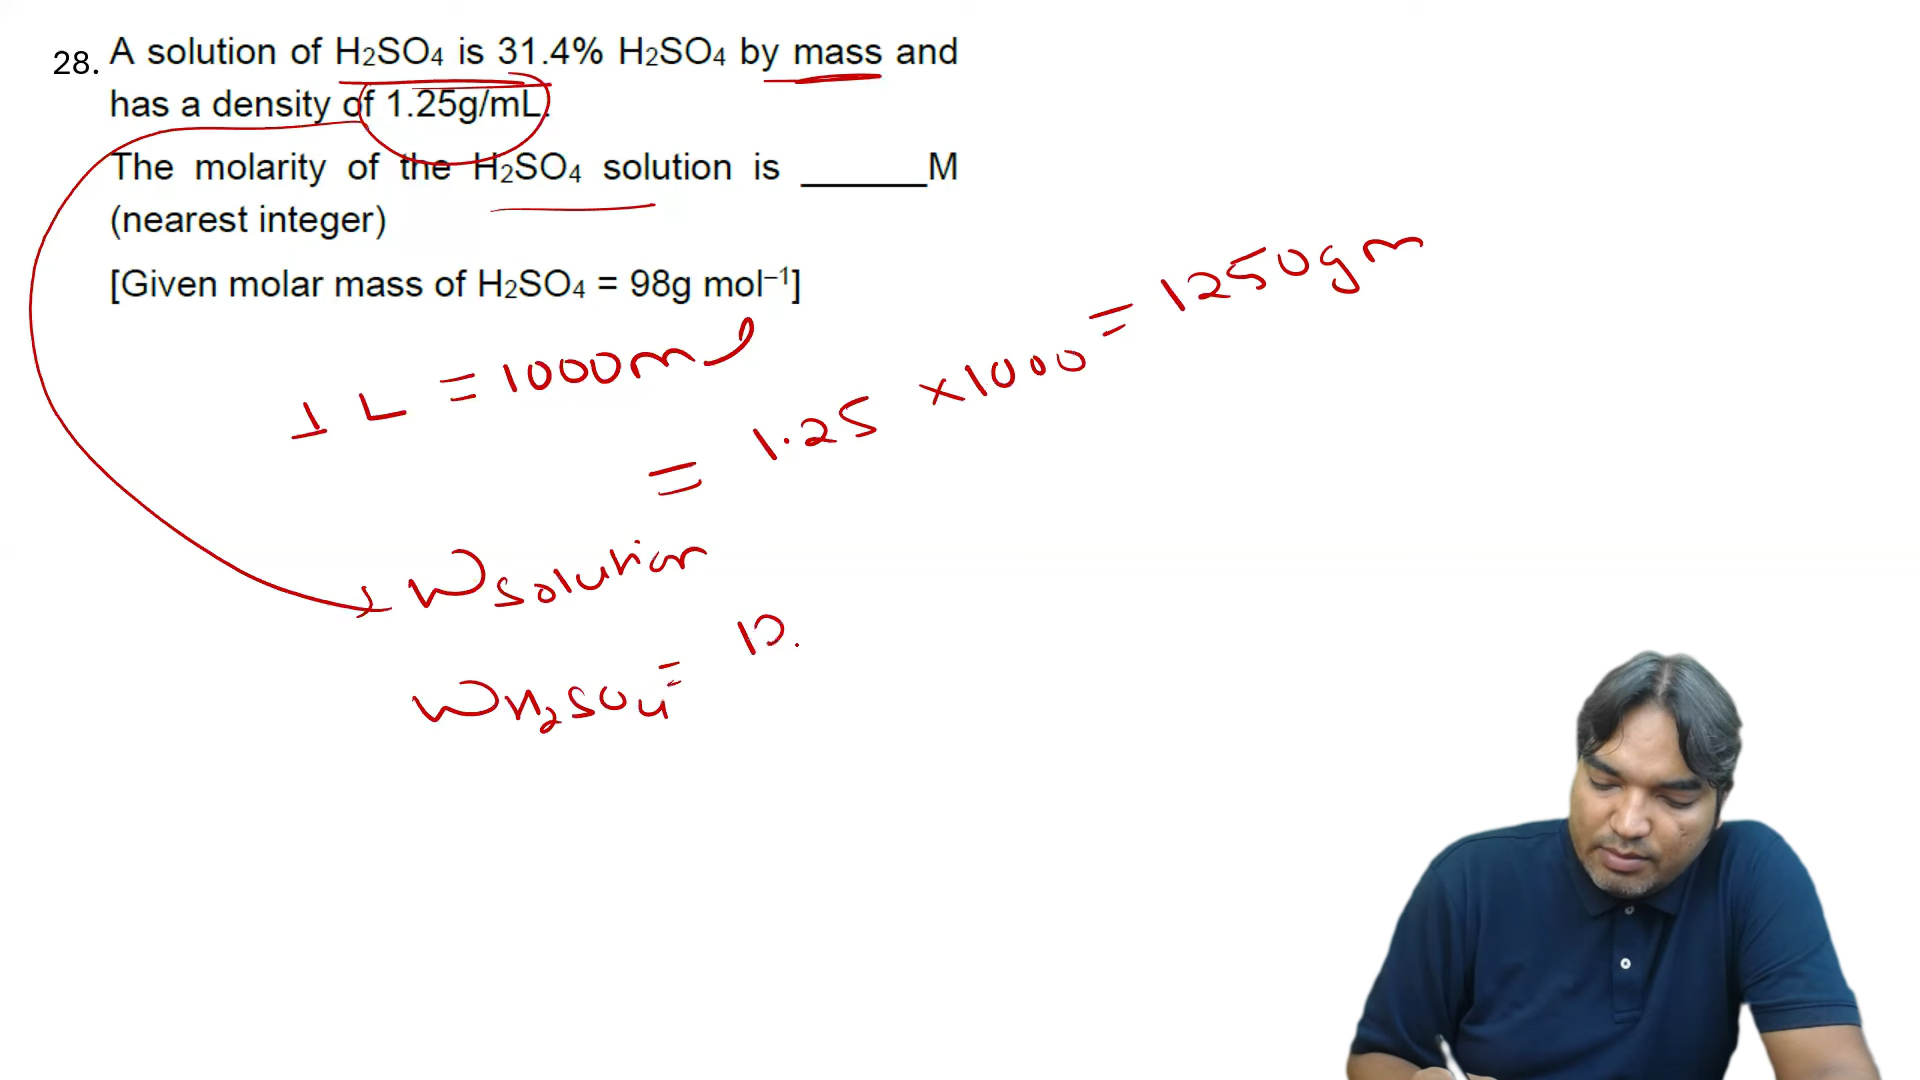 28. A solution of H2SO4 is 31.4% H2SO4 by mass and
has a density of 1.25g/mL.
The molarity of the H2SO4 solution is ______M
(nearest integer)
[Given molar mass of H2SO4 = 98g mol–1]
1 L = 1000ml
= 1.25 ×1000 = 1250gm
Wsolution
WH2SO4 =